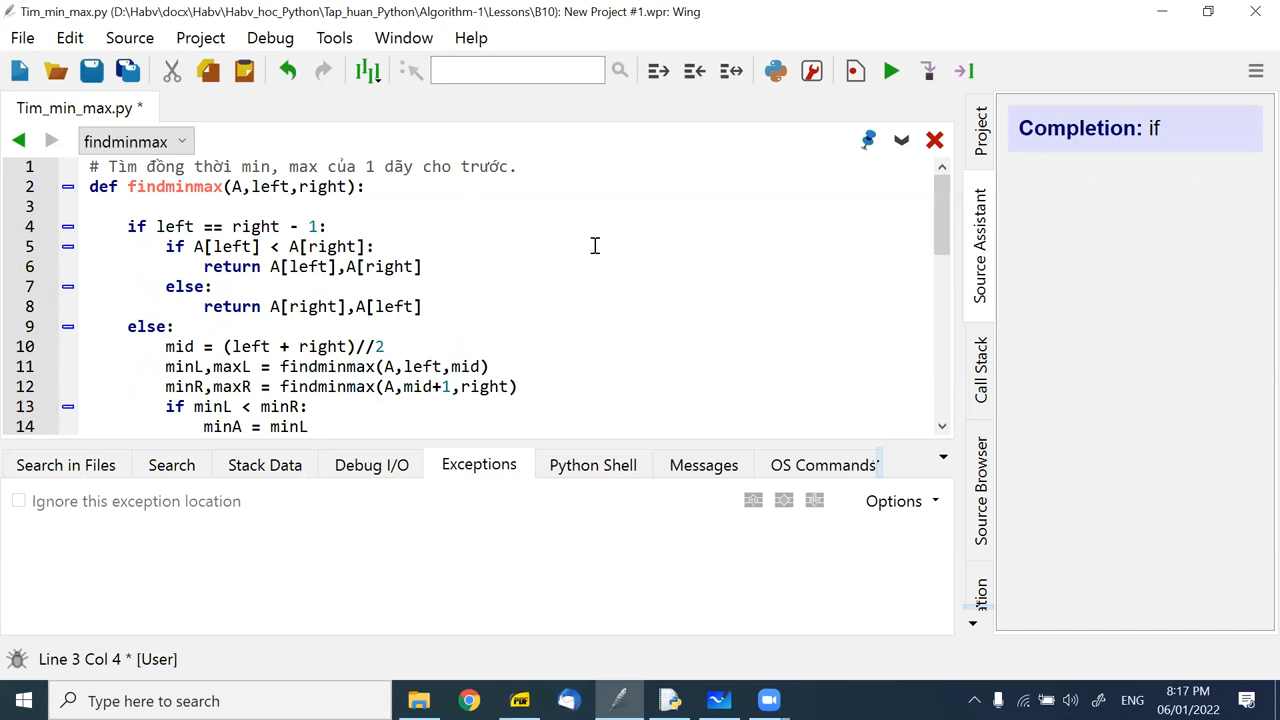 Tim_min_max.py (D:\Habv\docx\Habv\Habv_hoc_Python\Tap_huan_Python\Algorithm-1\Lessons\B10): New Project #1.wpr: Wing
File Edit Source Project Debug Tools Window Help
Tim_min_max.py *
findminmax
1 # Tìm đồng thời min, max của 1 dãy cho trước.
2 def findminmax(A,left,right):
3
4 if left == right - 1:
5 if A[left] < A[right]:
6 return A[left],A[right]
7 else:
8 return A[right],A[left]
9 else:
10 mid = (left + right)//2
11 minL,maxL = findminmax(A,left,mid)
12 minR,maxR = findminmax(A,mid+1,right)
13 if minL < minR:
14 minA = minL
Project
Source Assistant
Call Stack
Source Browser
Completion: if
Search in Files Search Stack Data Debug I/O Exceptions Python Shell Messages OS Commands
Ignore this exception location
Options
Line 3 Col 4 * [User]
Type here to search
PDF
ENG
8:17 PM
06/01/2022